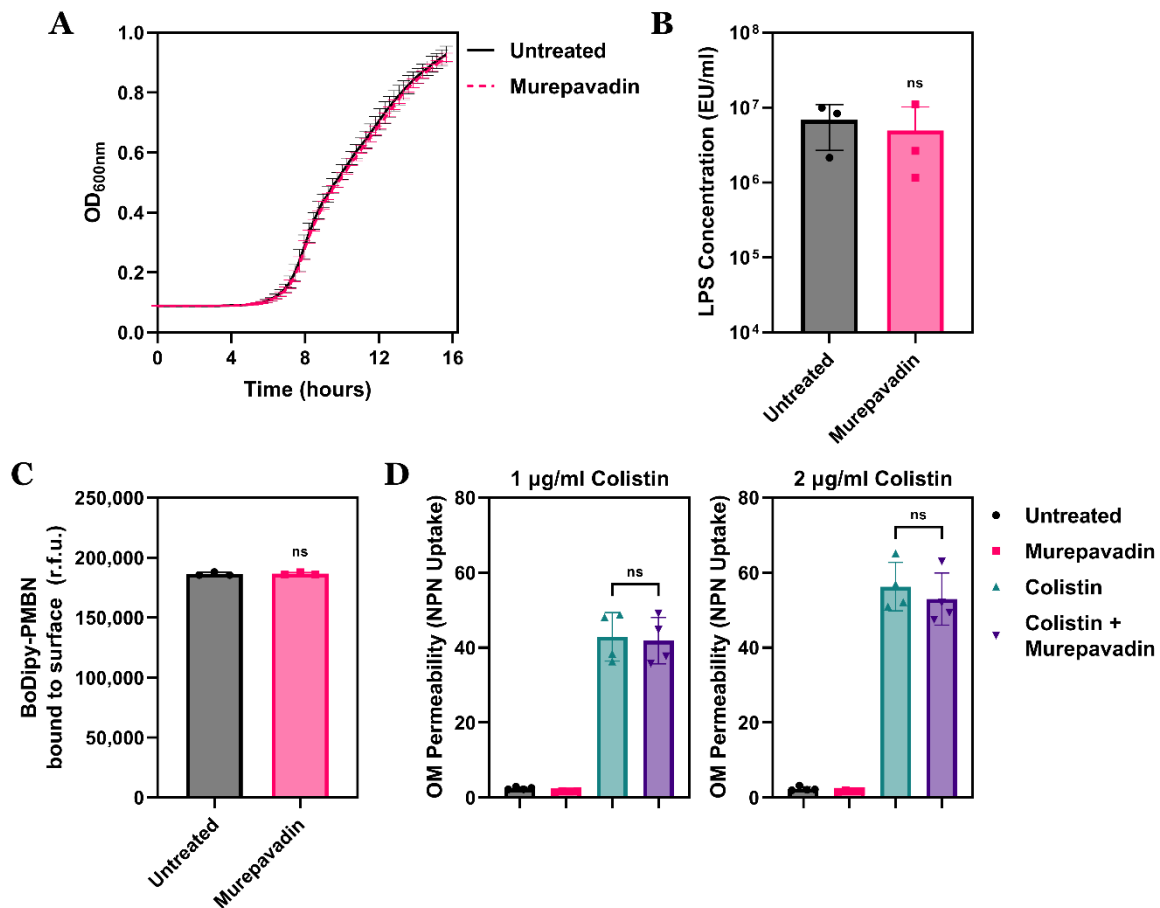 A
1.0
0.8
0.6
0.4
0.2
0.0
OD600nm
0
4
8
12
16
Time (hours)
Untreated
Murepavadin
B
10⁸
10⁷
10⁶
10⁵
10⁴
LPS Concentration (EU/ml)
ns
Untreated
Murepavadin
C
250,000
200,000
150,000
100,000
50,000
0
BoDipy-PMBN
bound to surface (r.f.u.)
ns
Untreated
Murepavadin
D
1 μg/ml Colistin
80
60
40
20
0
OM Permeability (NPN Uptake)
ns
2 μg/ml Colistin
80
60
40
20
0
OM Permeability (NPN Uptake)
ns
Untreated
Murepavadin
Colistin
Colistin +
Murepavadin